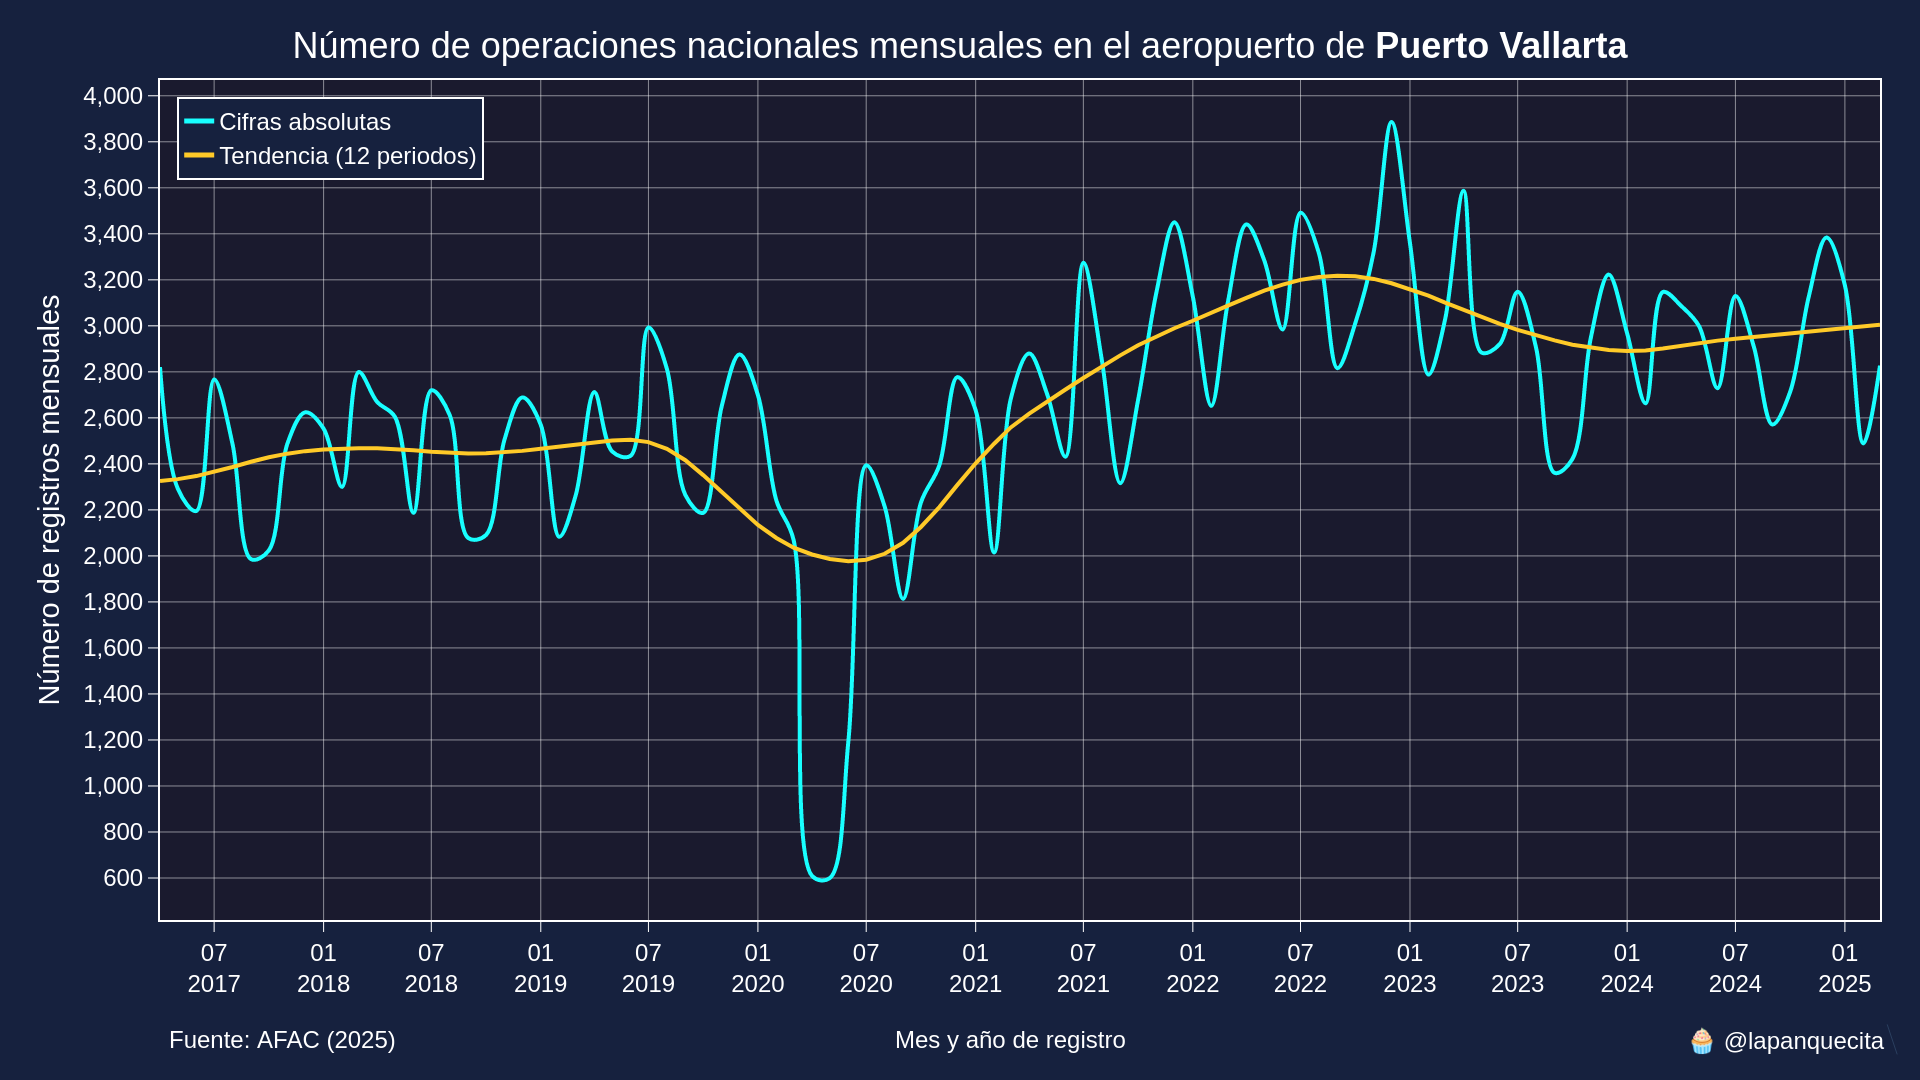 Número de operaciones nacionales mensuales en el aeropuerto de Puerto Vallarta
Cifras absolutas
Tendencia (12 periodos)
Número de registros mensuales
4,000
3,800
3,600
3,400
3,200
3,000
2,800
2,600
2,400
2,200
2,000
1,800
1,600
1,400
1,200
1,000
800
600
07 01 07 01 07 01 07 01 07 01 07 01 07 01 07 01
2017 2018 2018 2019 2019 2020 2020 2021 2021 2022 2022 2023 2023 2024 2024 2025
Fuente: AFAC (2025)
Mes y año de registro
🧁 @lapanquecita